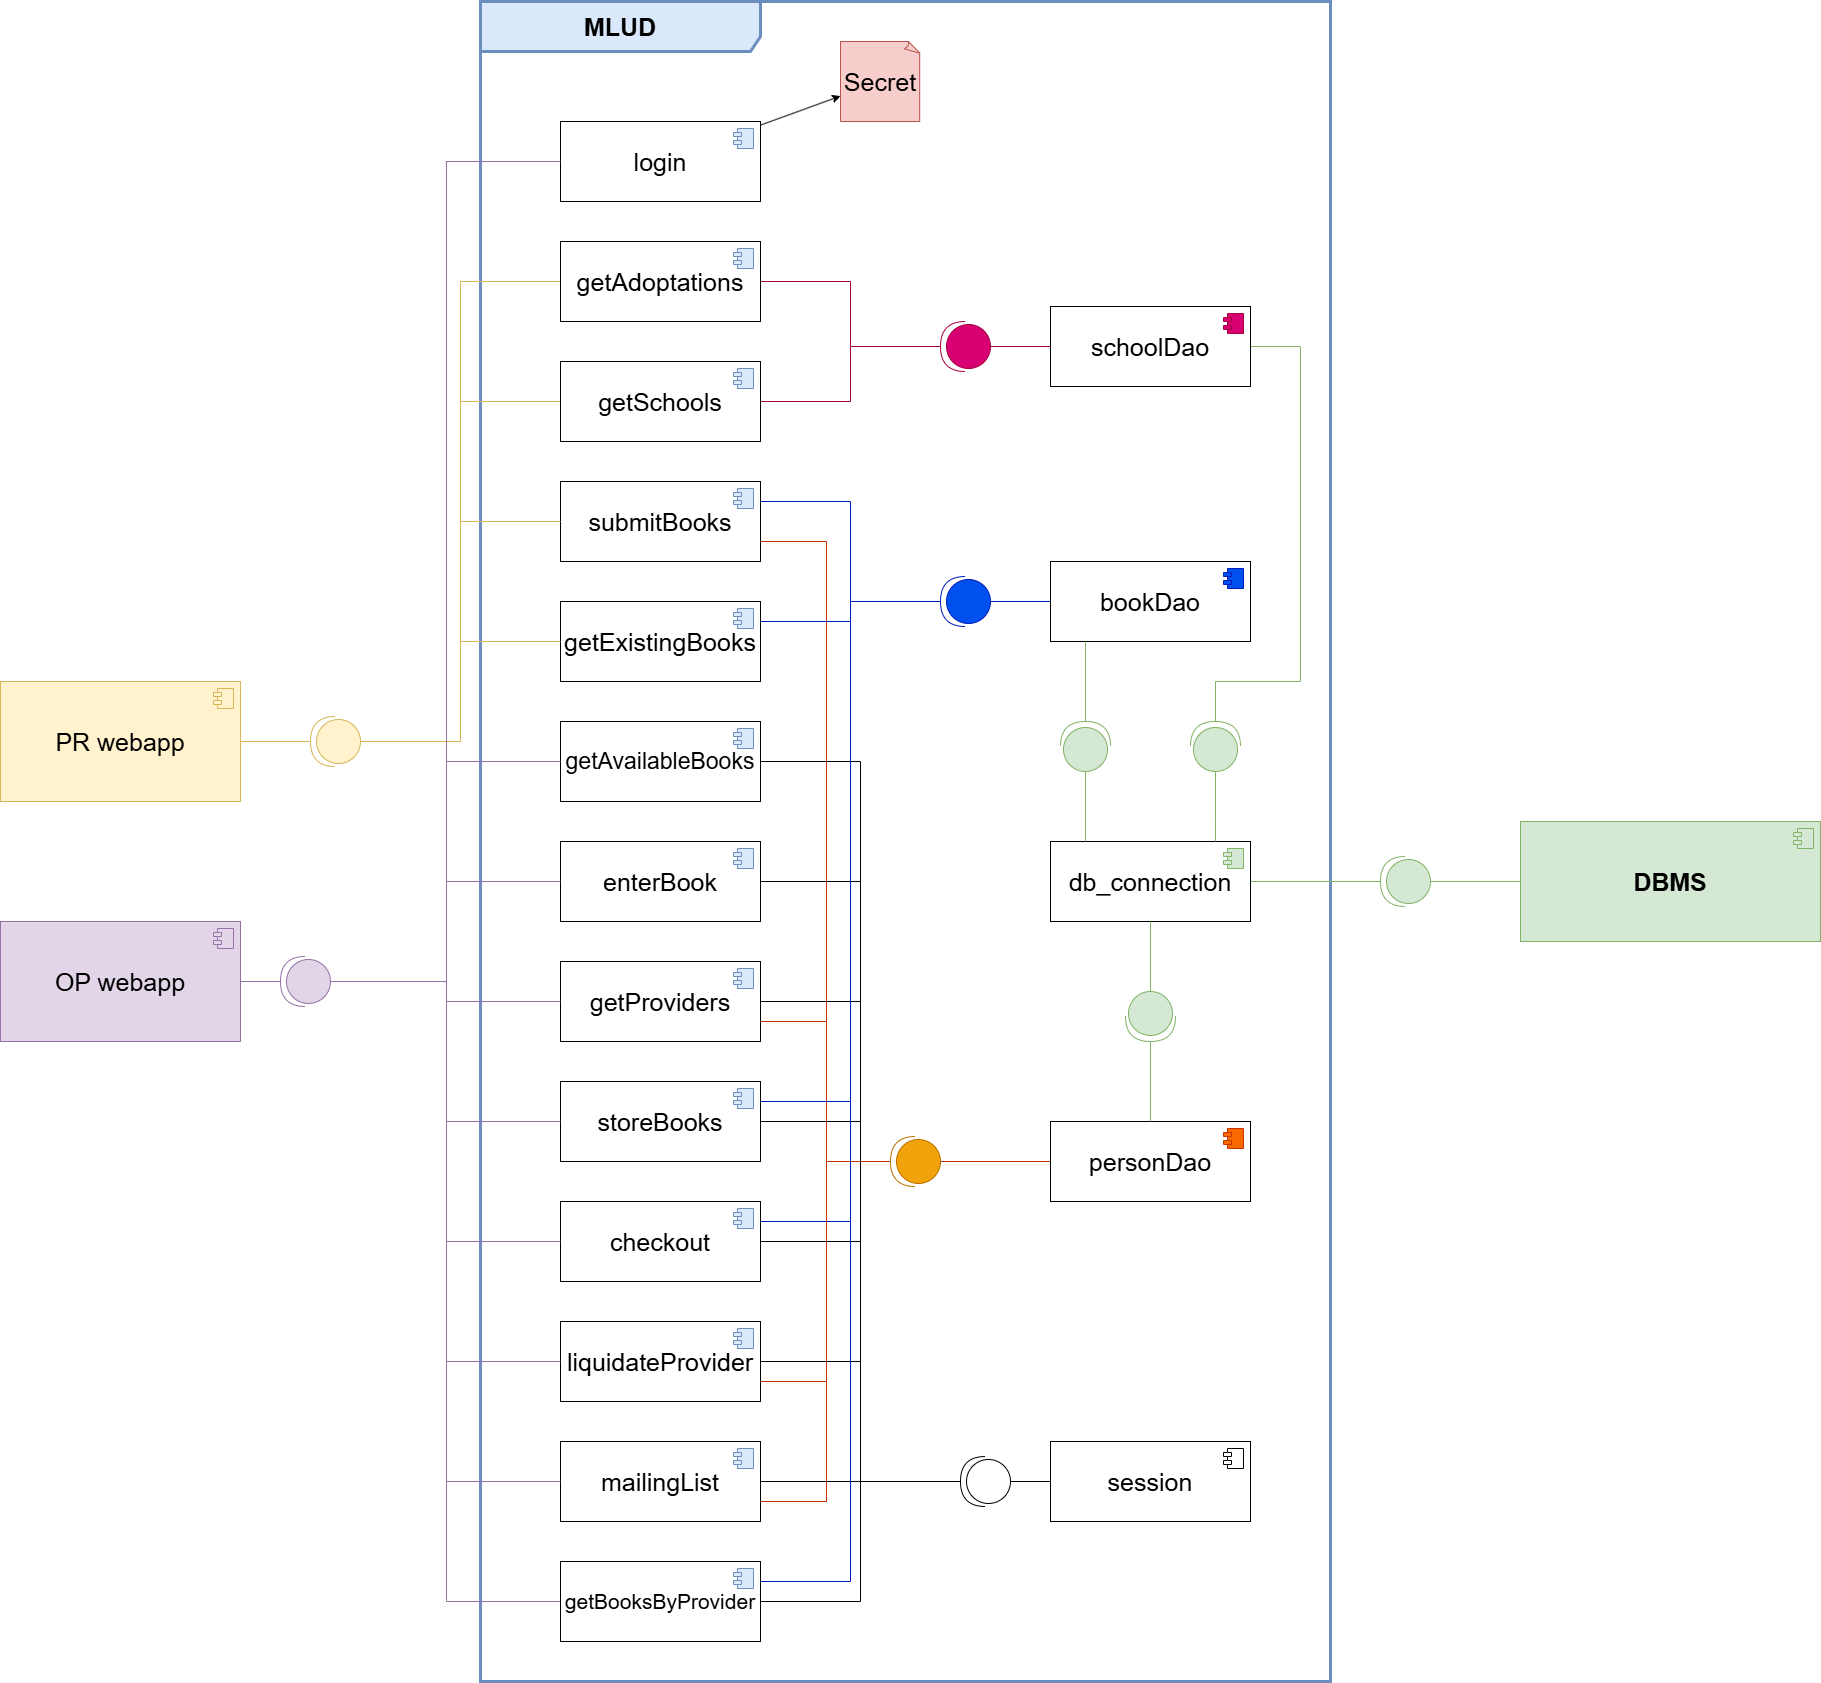 MLUD
Secret
login
getAdoptations
schoolDao
getSchools
submitBooks
bookDao
getExistingBooks
PR webapp
getAvailableBooks
enterBook
db_connection
DBMS
OP webapp
getProviders
storeBooks
personDao
checkout
liquidateProvider
mailingList
session
getBooksByProvider